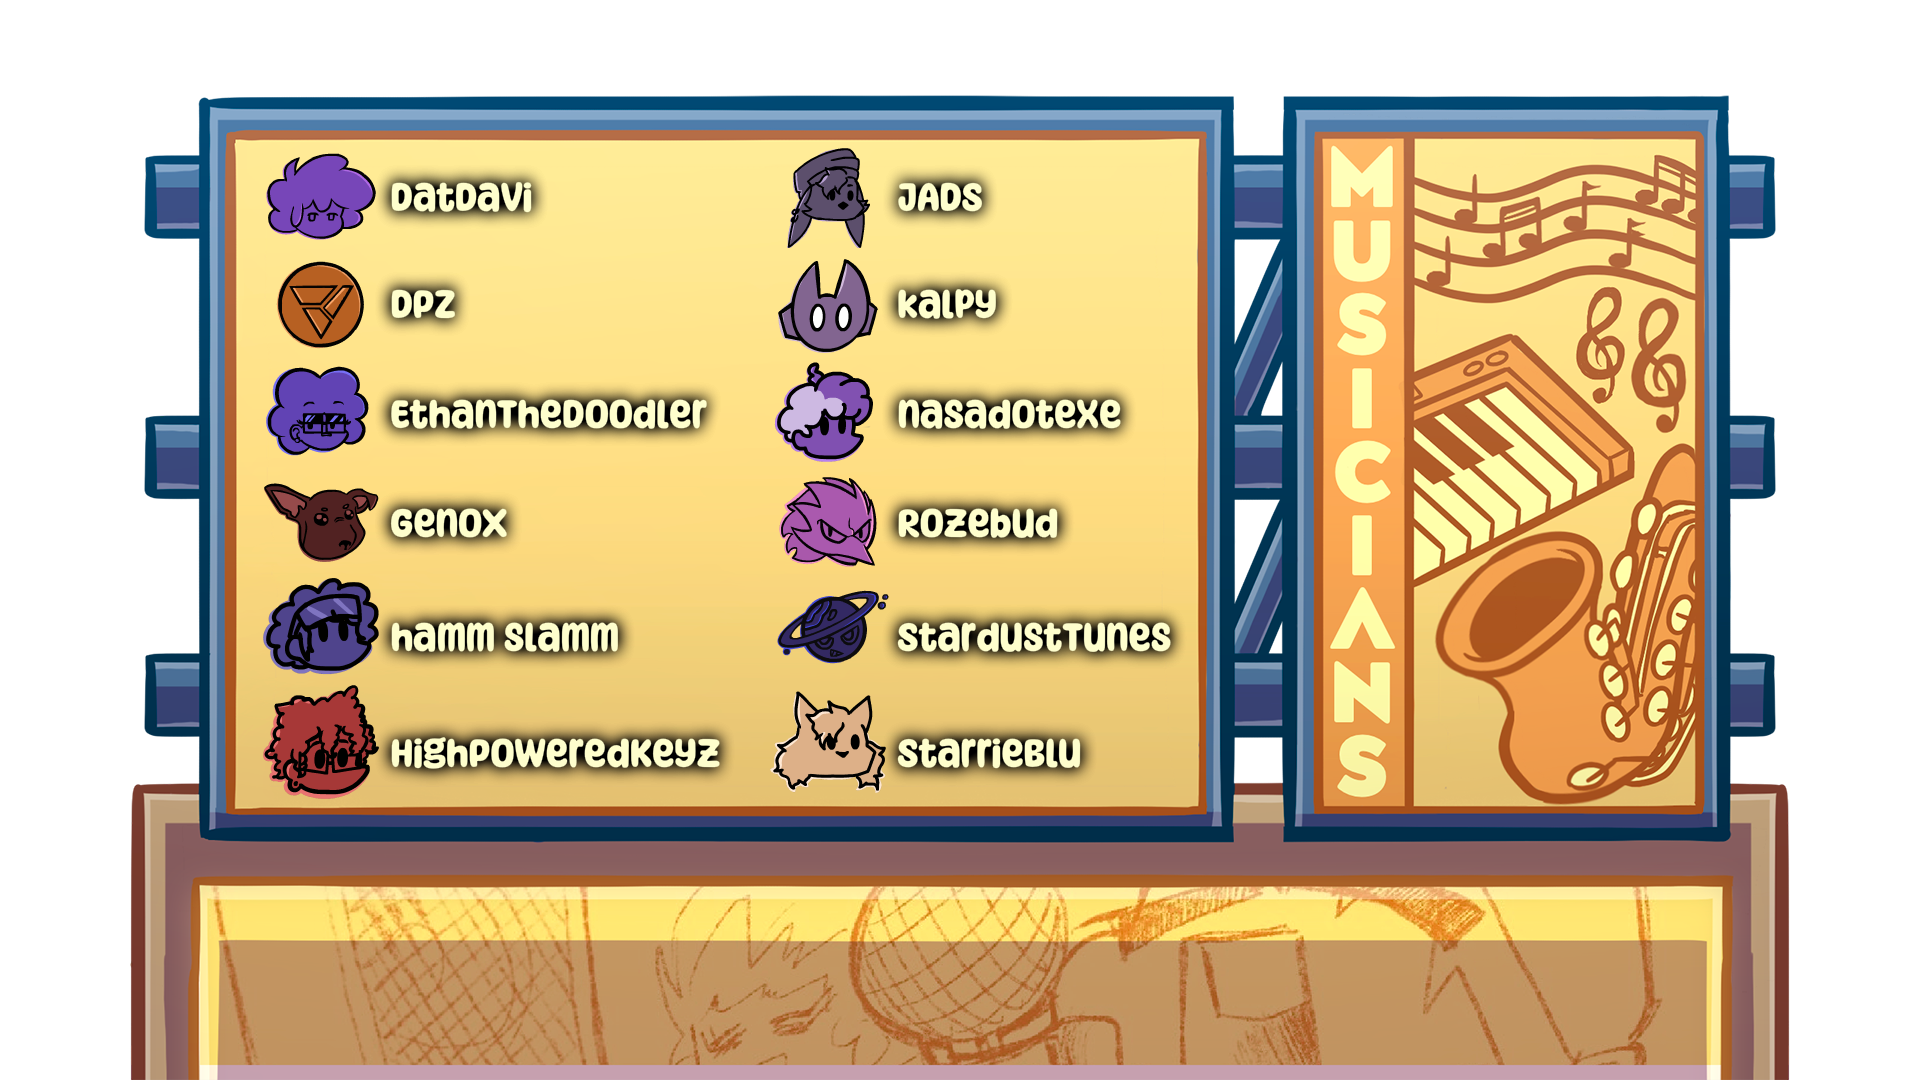 DatDavi
DPZ
EthanTheDoodler
Genox
hamm slamm
HighPoweredKeyz
JADS
kalpy
nasadotexe
Rozebud
StardustTunes
StarrieBlu
MUSICIANS